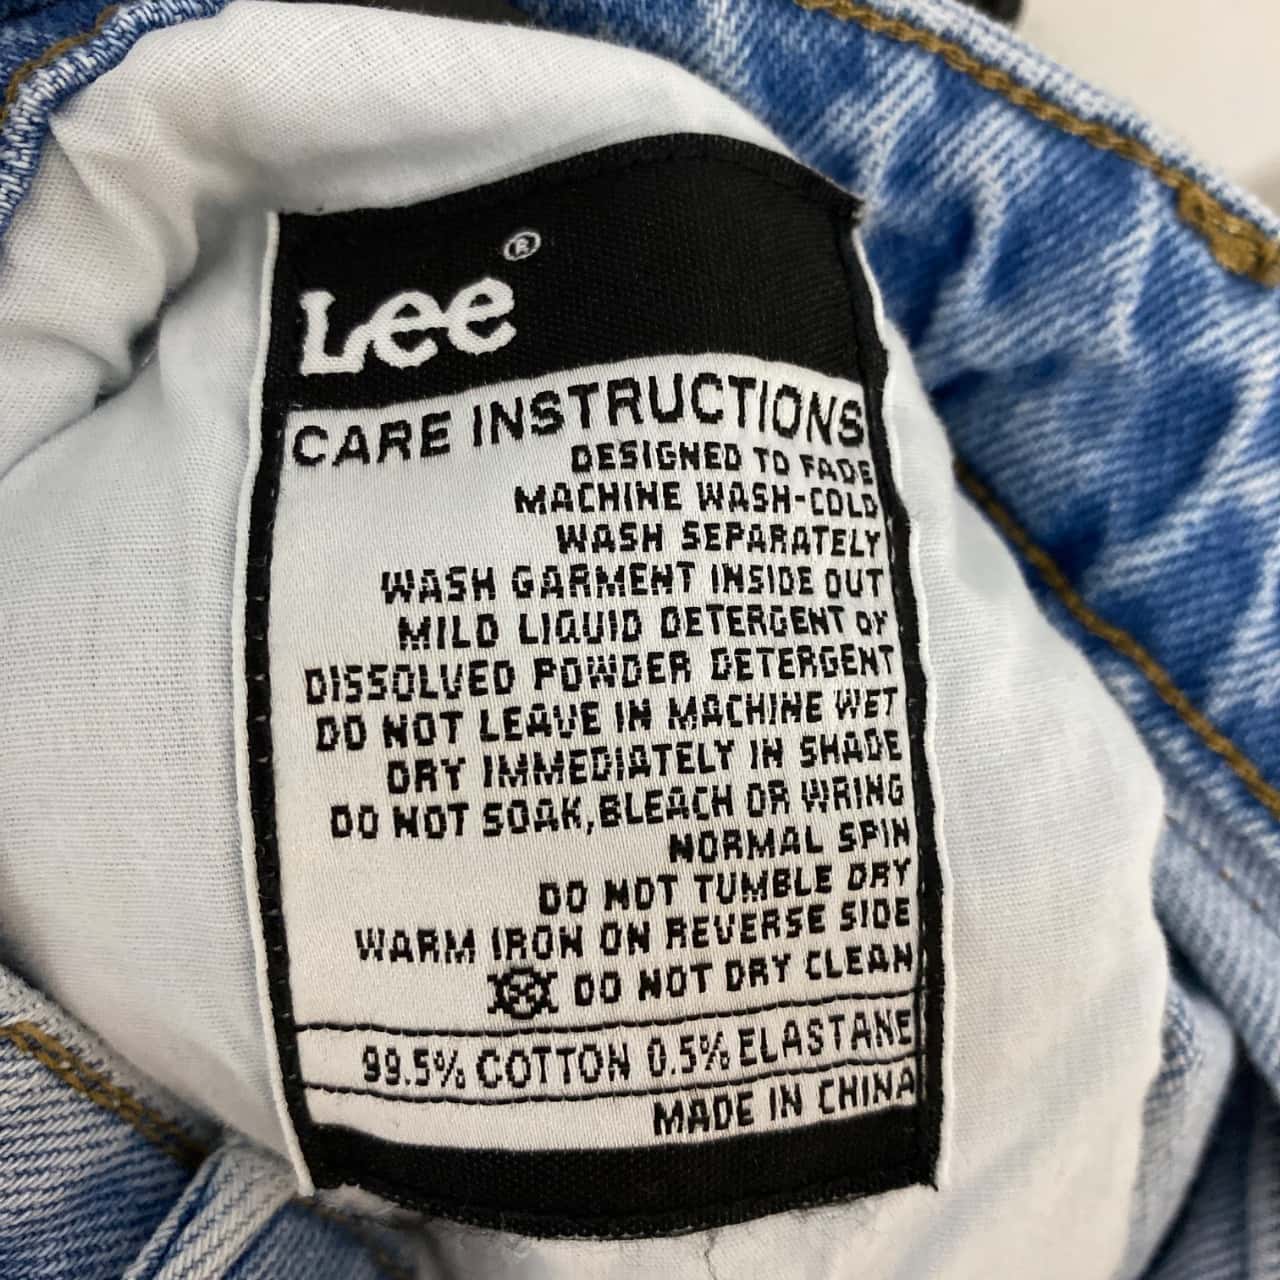 Lee®
CARE INSTRUCTIONS
DESIGNED TO FADE
MACHINE WASH-COLD
WASH SEPARATELY
WASH GARMENT INSIDE OUT
MILD LIQUID DETERGENT OR
DISSOLVED POWDER DETERGENT
DO NOT LEAVE IN MACHINE WET
DRY IMMEDIATELY IN SHADE
DO NOT SOAK,BLEACH OR WRING
NORMAL SPIN
DO NOT TUMBLE DRY
WARM IRON ON REVERSE SIDE
DO NOT DRY CLEAN
99.5% COTTON 0.5% ELASTANE
MADE IN CHINA